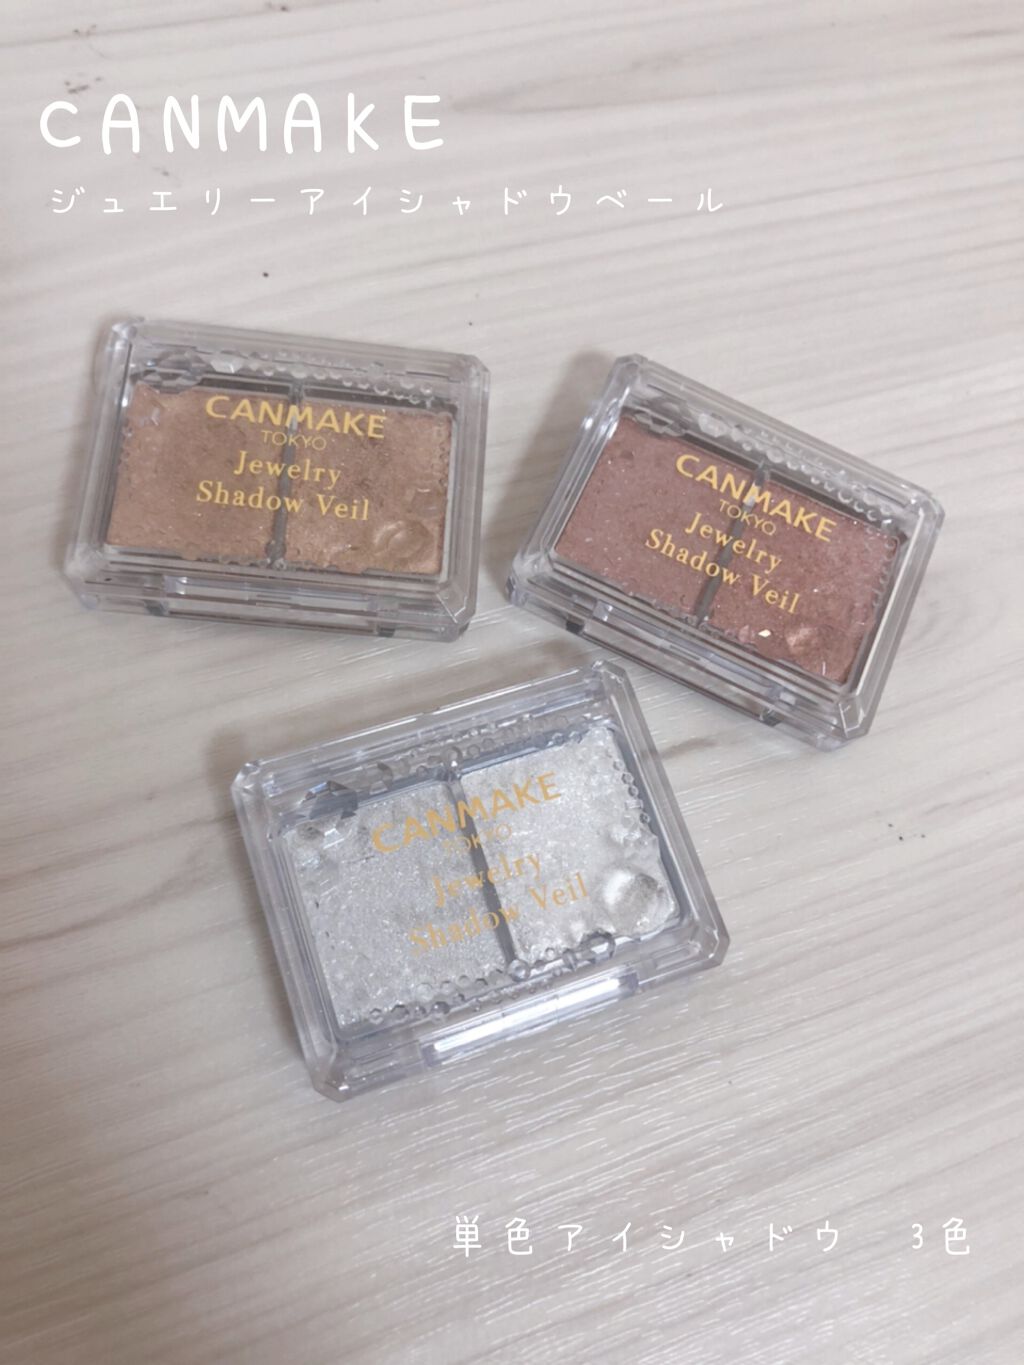 CANMAKE
ジュエリーアイシャドウベール
CANMAKE
TOKYO
Jewelry
Shadow Veil
CANMAKE
TOKYO
Jewelry
Shadow Veil
CANMAKE
TOKYO
Jewelry
Shadow Veil
単色アイシャドウ 3色